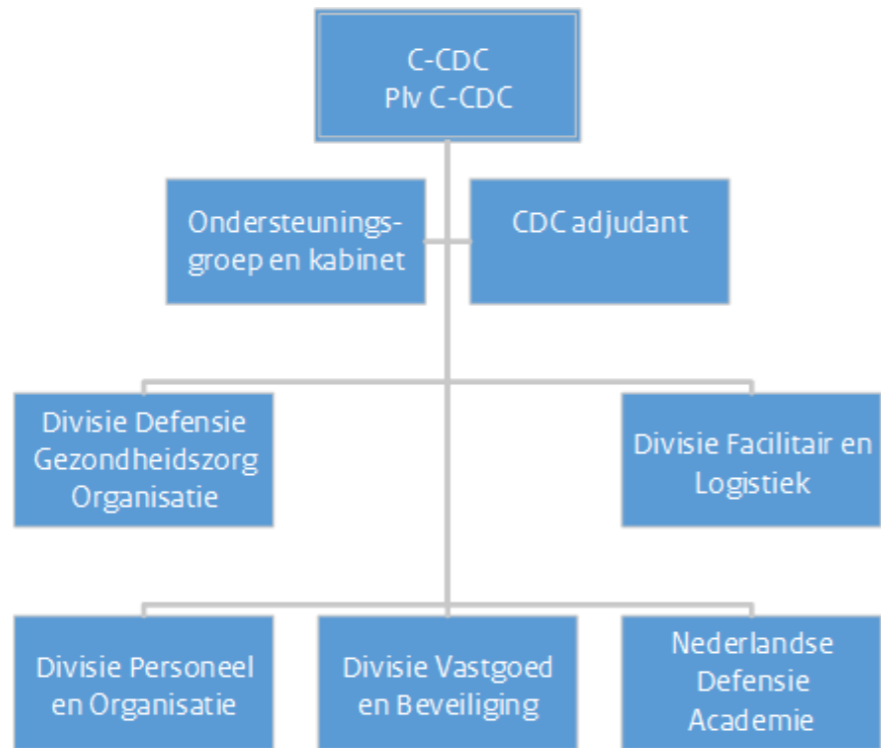 C-CDC
Plv C-CDC
Ondersteunings-
groep en kabinet
CDC adjudant
Divisie Defensie
Gezondheidszorg
Organisatie
Divisie Facilitair en
Logistiek
Divisie Personeel
en Organisatie
Divisie Vastgoed
en Beveiliging
Nederlandse
Defensie
Academie